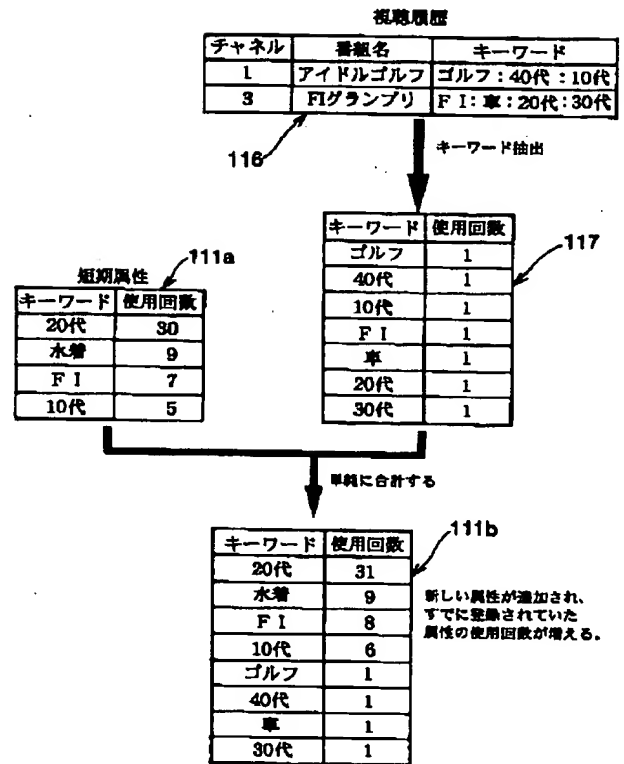 視聴履歴
チャネル 番組名 キーワード
1 アイドルゴルフ ゴルフ：40代：10代
3 FIグランプリ ＦＩ：車：20代：30代
116
キーワード抽出
キーワード 使用回数
ゴルフ 1
40代 1
10代 1
ＦＩ 1
車 1
20代 1
30代 1
117
短期属性
111a
キーワード 使用回数
20代 30
水着 9
ＦＩ 7
10代 5
単純に合計する
キーワード 使用回数
20代 31
水着 9
ＦＩ 8
10代 6
ゴルフ 1
40代 1
車 1
30代 1
111b
新しい属性が追加され、
すでに登録されていた
属性の使用回数が増える。